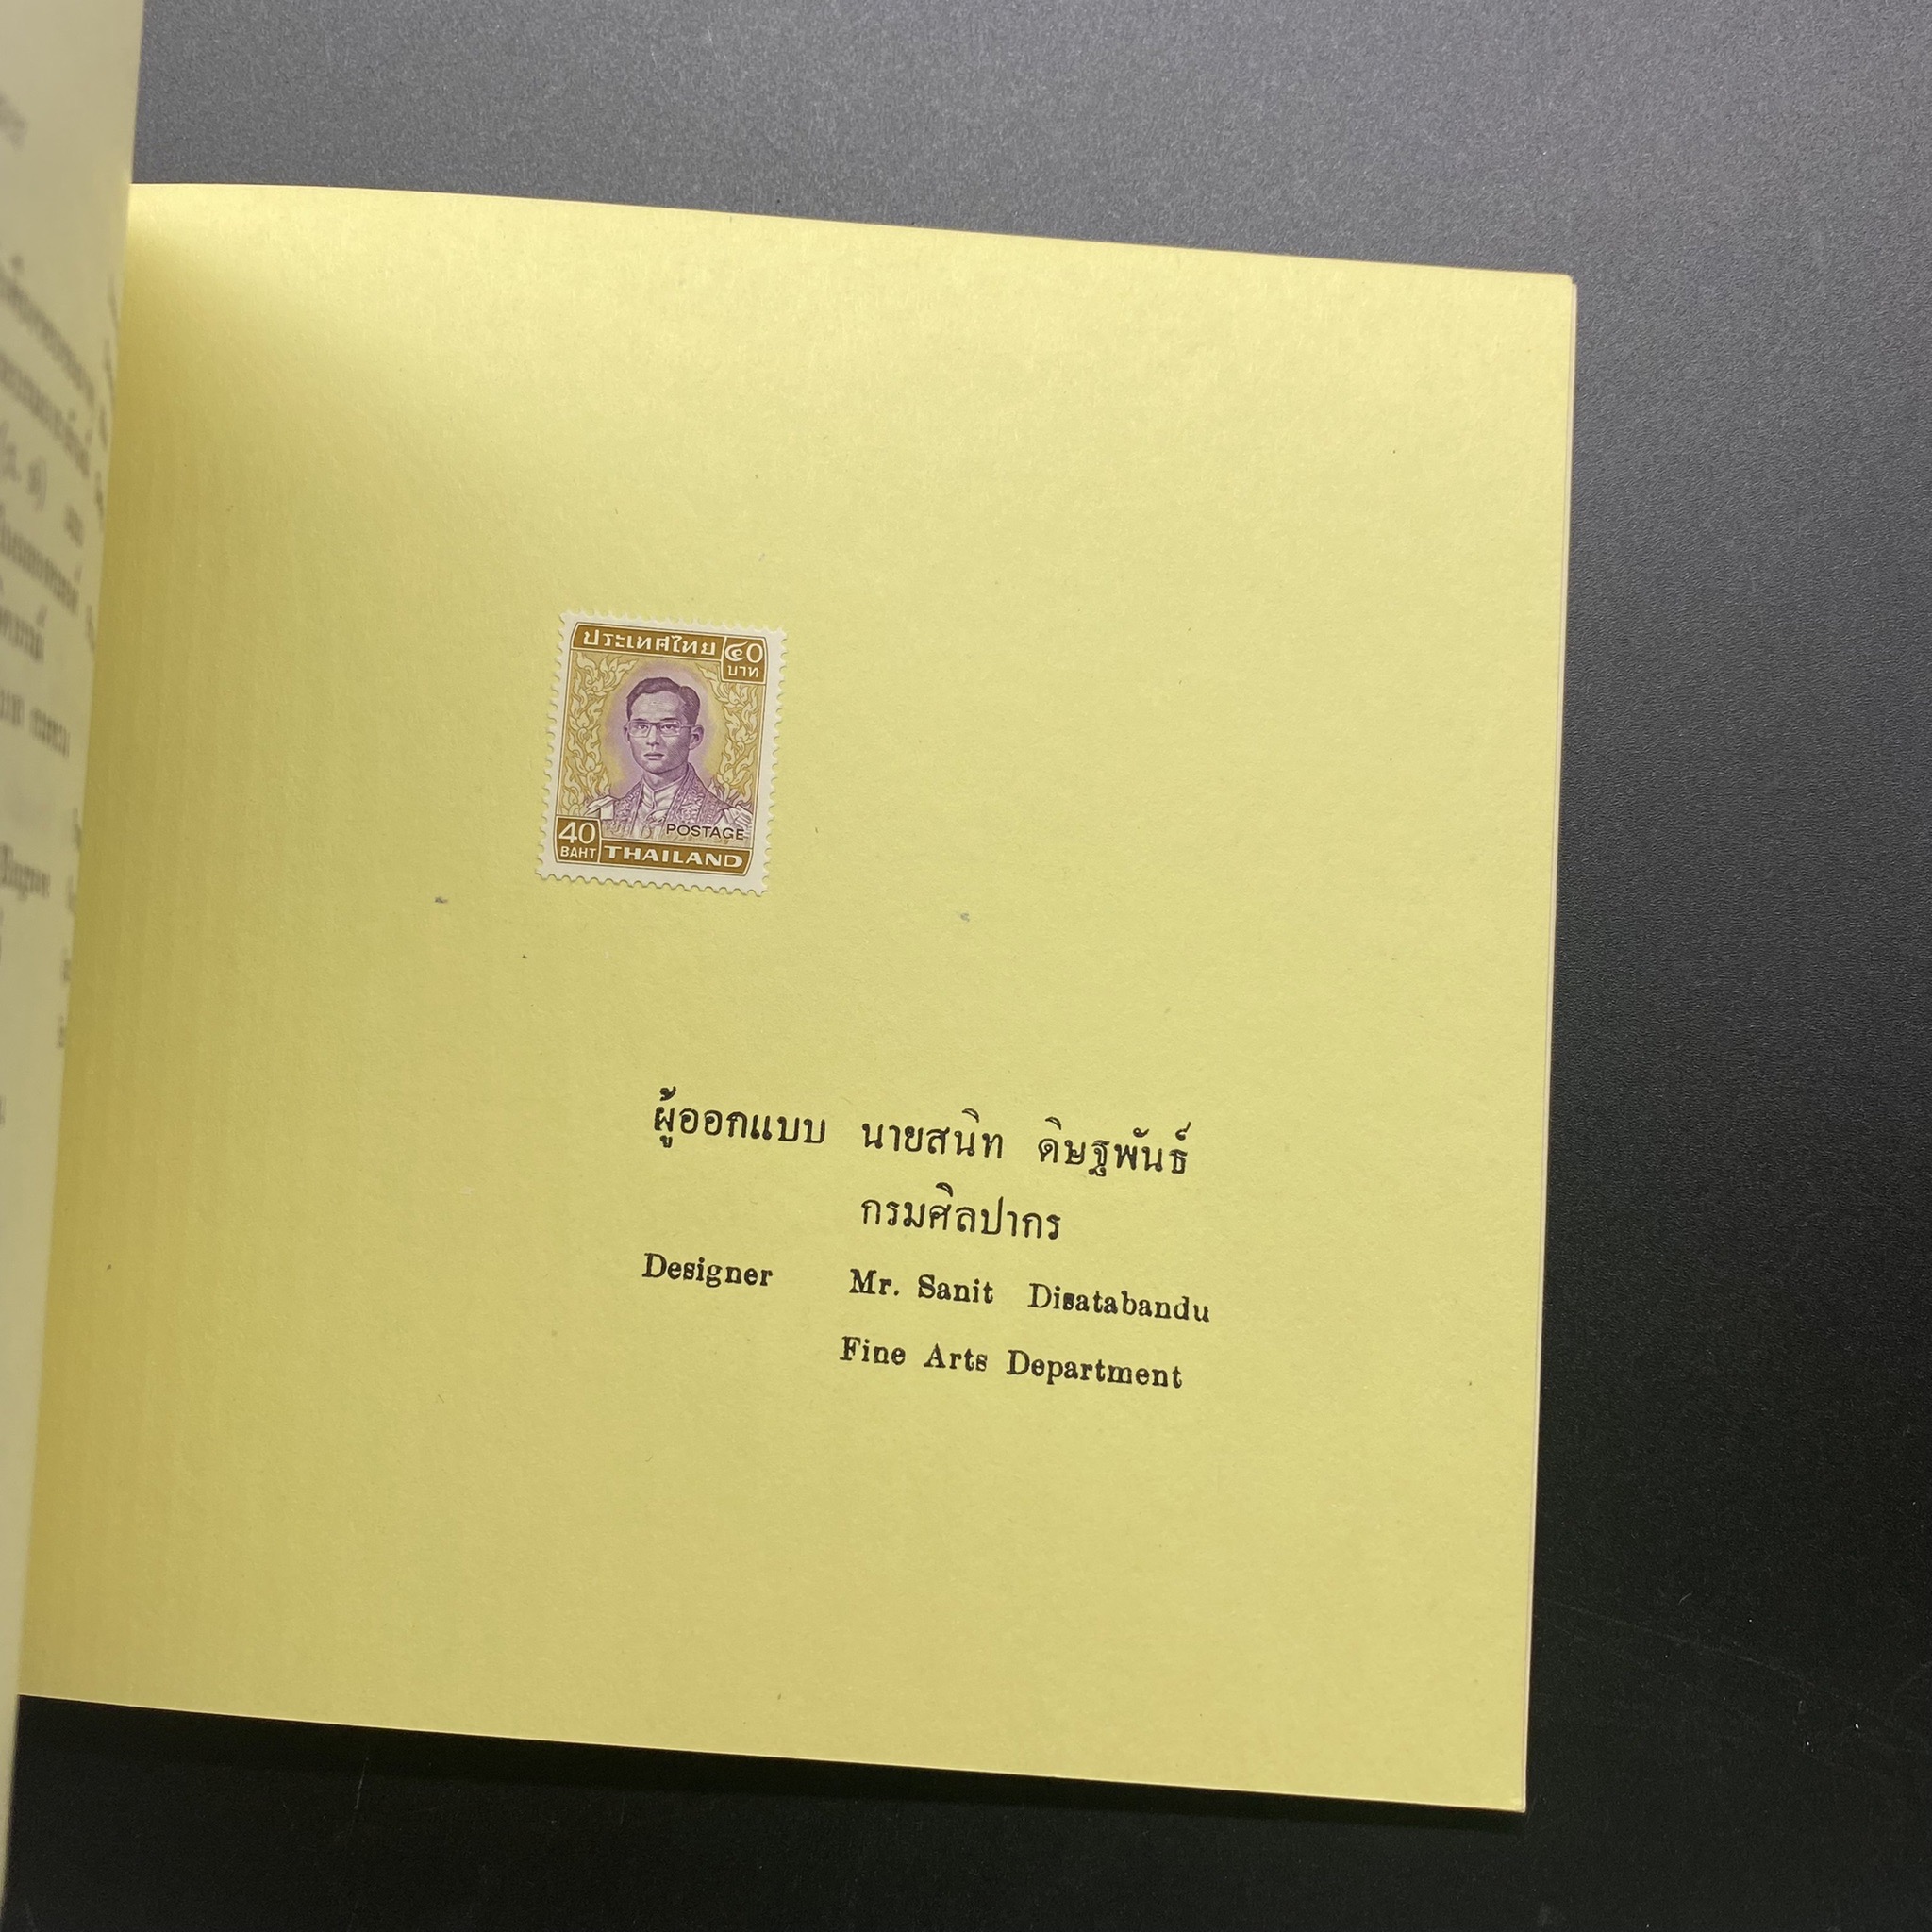 ประเทศไทย ๔๐
บาท
POSTAGE
40
BAHT THAILAND
ผู้ออกแบบ นายสนิท ดิษฐพันธ์
กรมศิลปากร
Designer Mr. Sanit Disatabandu
Fine Arts Department